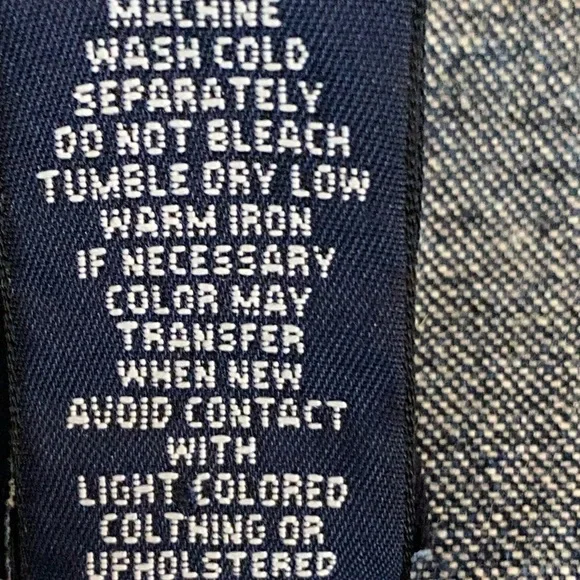 MACHINE
WASH COLD
SEPARATELY
DO NOT BLEACH
TUMBLE DRY LOW
WARM IRON
IF NECESSARY
COLOR MAY
TRANSFER
WHEN NEW
AVOID CONTACT
WITH
LIGHT COLORED
COLTHING OR
UPHOLSTERED